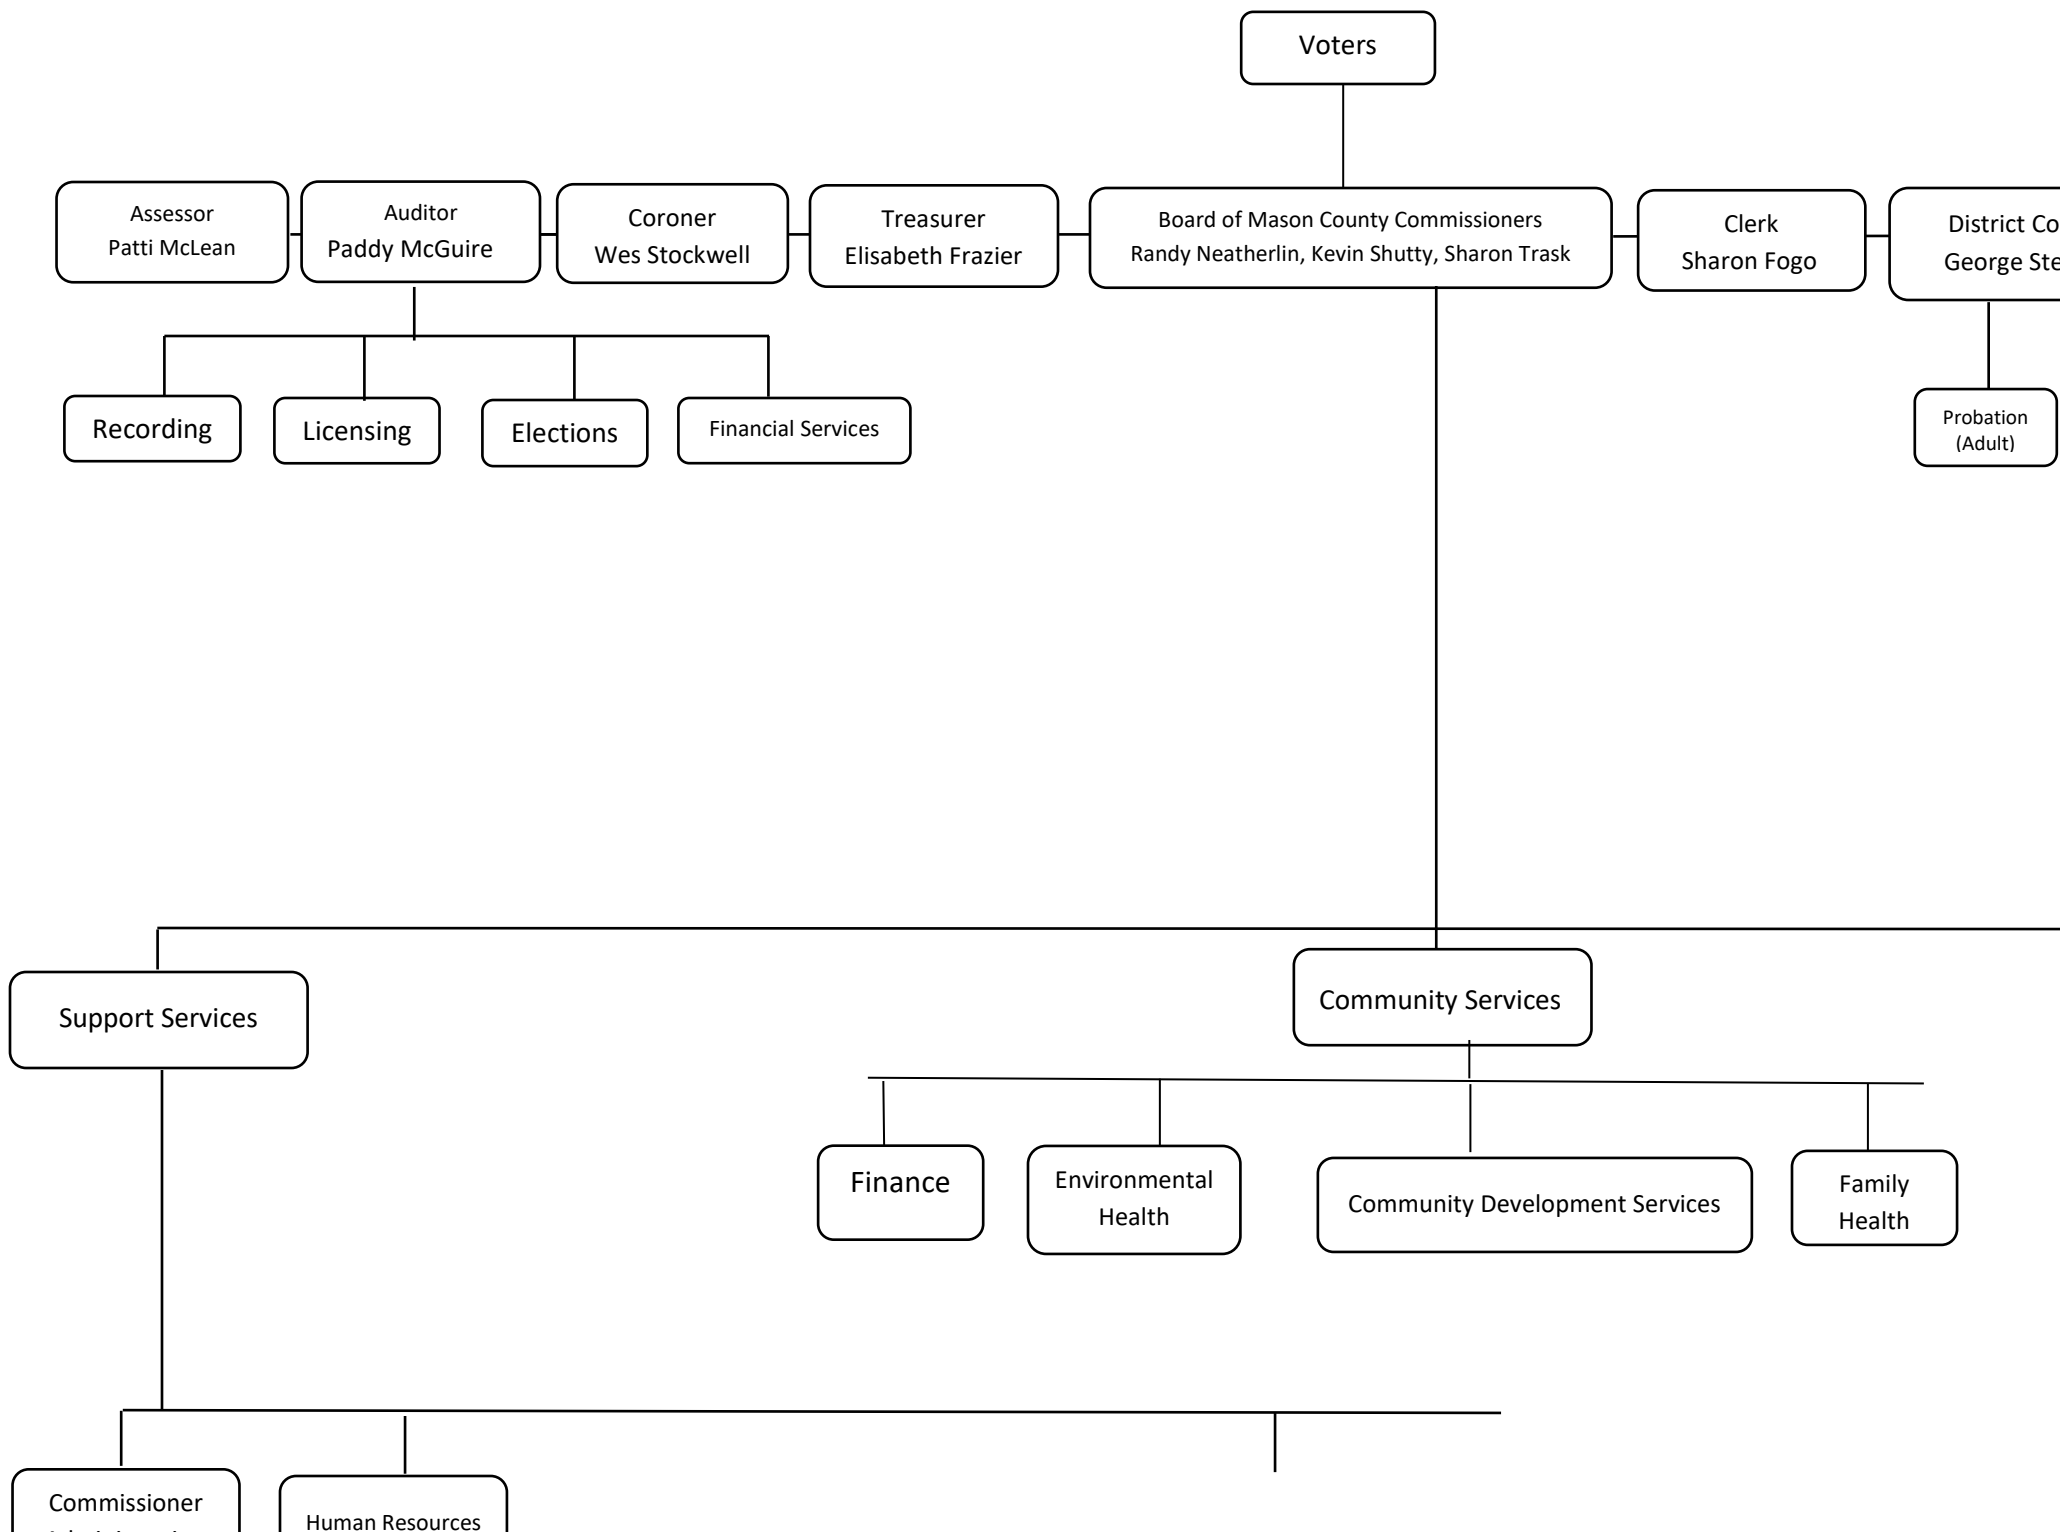 Voters
Assessor
Patti McLean
Auditor
Paddy McGuire
Coroner
Wes Stockwell
Treasurer
Elisabeth Frazier
Board of Mason County Commissioners
Randy Neatherlin, Kevin Shutty, Sharon Trask
Clerk
Sharon Fogo
District
George
Recording
Licensing
Elections
Financial Services
Probation
(Adult)
Support Services
Community Services
Finance
Environmental
Health
Community Development Services
Family
Health
Commissioner
Human Resources